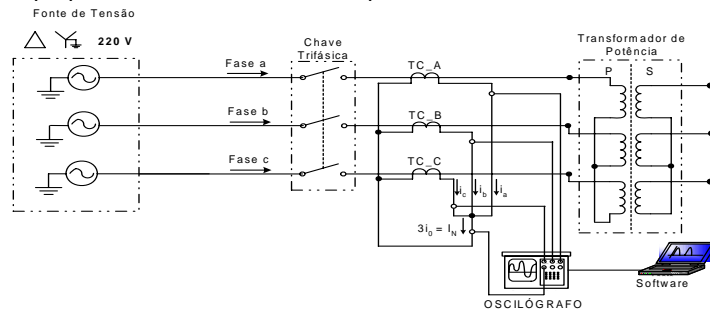 Fonte de Tensão
220 V
Fase a
Fase b
Fase c
Chave
Trifásica
TC_A
TC_B
TC_C
i_c
i_b
i_a
3i_0 = I_N
Transformador de
Potência
P
S
OSCILÓGRAFO
Software